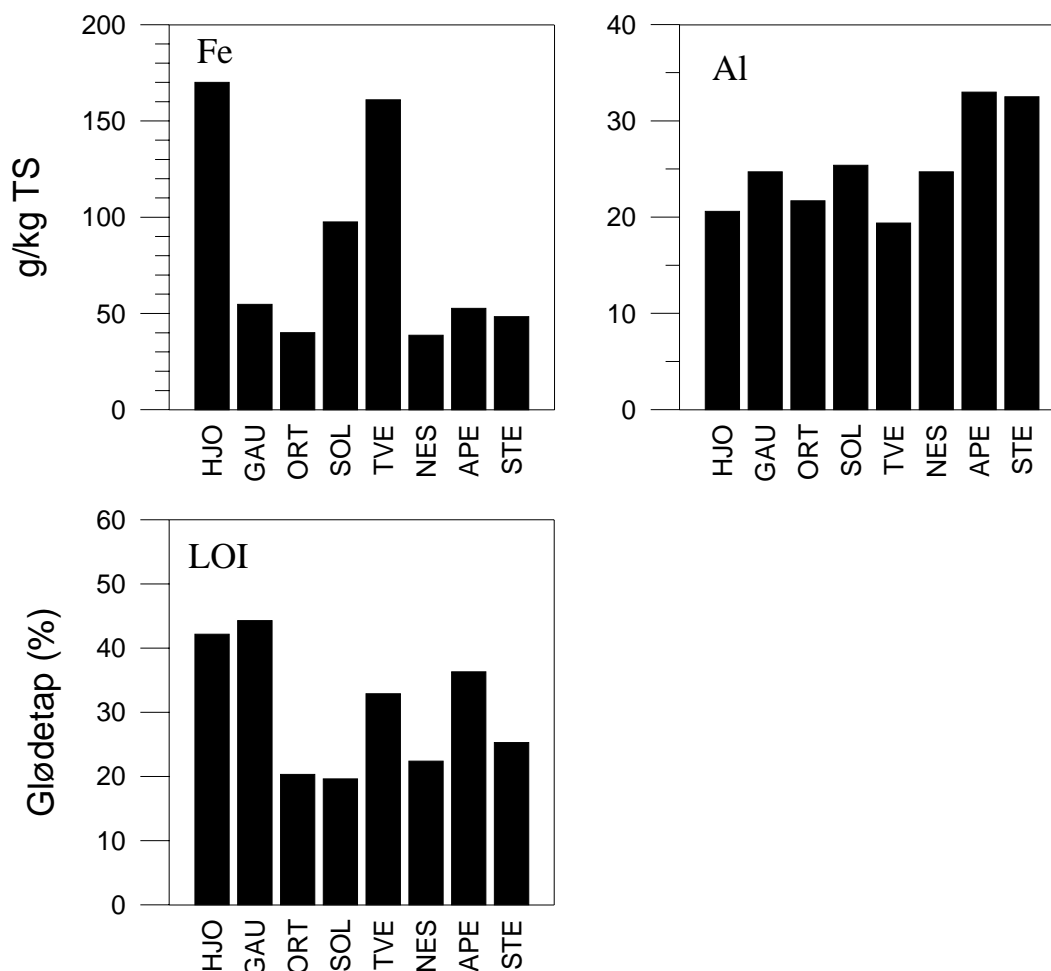 Fe
g/kg TS
200
150
100
50
0
HJO
GAU
ORT
SOL
TVE
NES
APE
STE
Al
40
30
20
10
0
HJO
GAU
ORT
SOL
TVE
NES
APE
STE
LOI
Glødetap (%)
60
50
40
30
20
10
0
HJO
GAU
ORT
SOL
TVE
NES
APE
STE